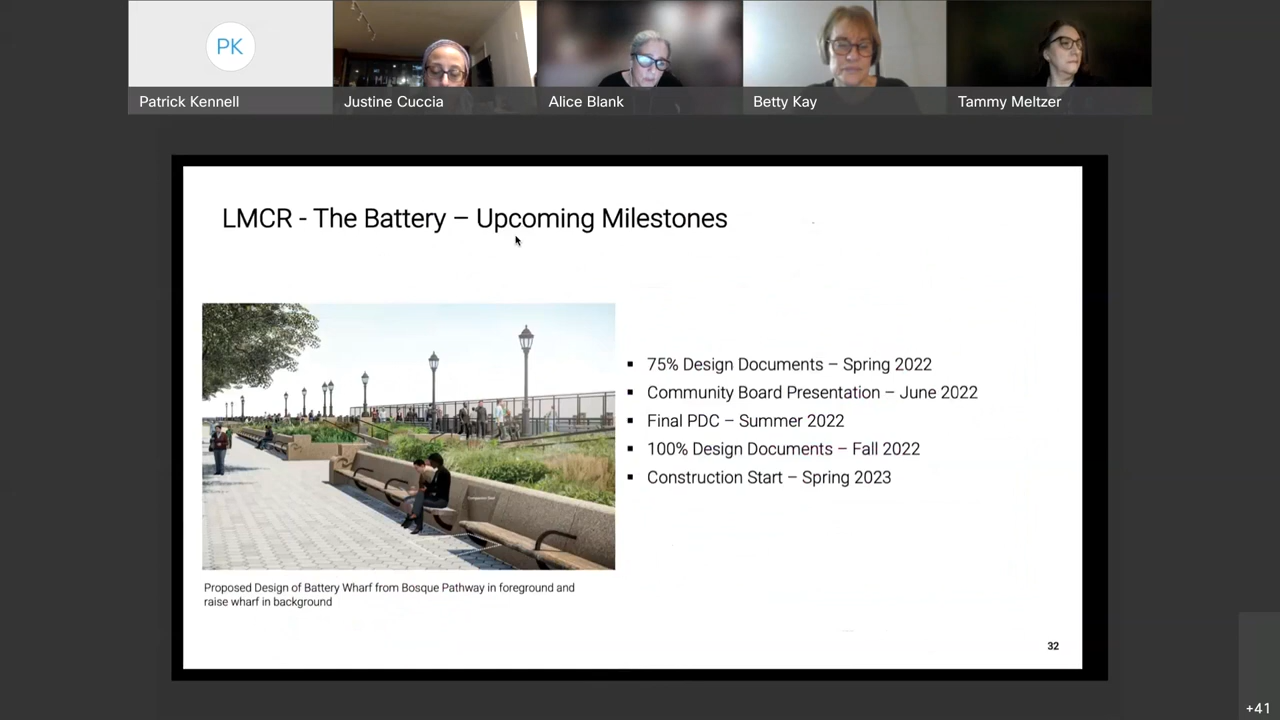 PK
Patrick Kennell
Justine Cuccia
Alice Blank
Betty Kay
Tammy Meltzer
LMCR - The Battery – Upcoming Milestones
▪ 75% Design Documents – Spring 2022
▪ Community Board Presentation – June 2022
▪ Final PDC – Summer 2022
▪ 100% Design Documents – Fall 2022
▪ Construction Start – Spring 2023
Proposed Design of Battery Wharf from Bosque Pathway in foreground and
raise wharf in background
32
+41